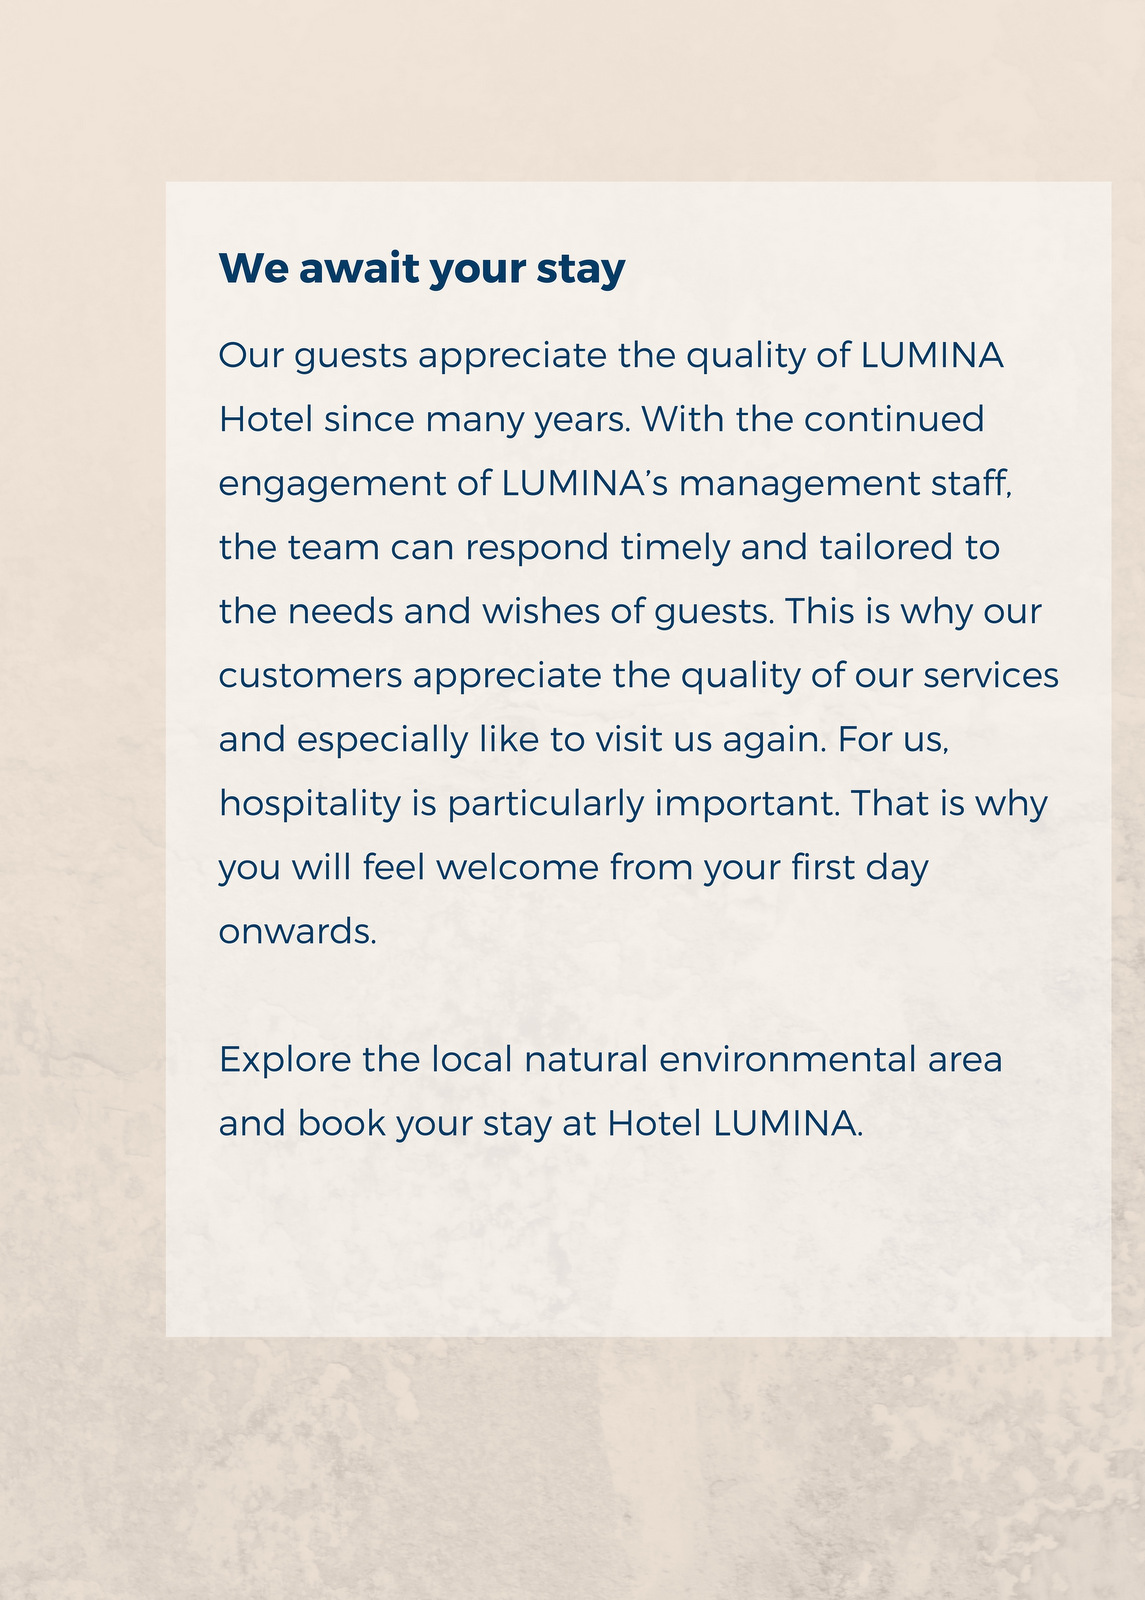 We await your stay
Our guests appreciate the quality of LUMINA
Hotel since many years. With the continued
engagement of LUMINA’s management staff,
the team can respond timely and tailored to
the needs and wishes of guests. This is why our
customers appreciate the quality of our services
and especially like to visit us again. For us,
hospitality is particularly important. That is why
you will feel welcome from your first day
onwards.
Explore the local natural environmental area
and book your stay at Hotel LUMINA.